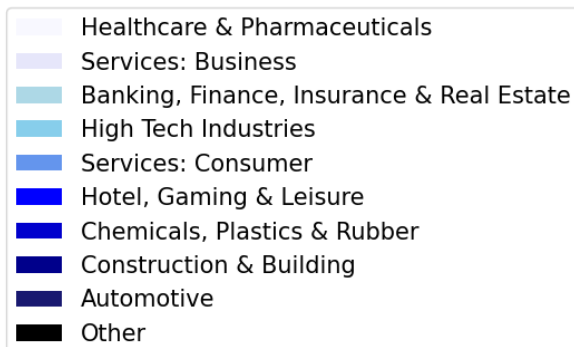 Healthcare & Pharmaceuticals
Services: Business
Banking, Finance, Insurance & Real Estate
High Tech Industries
Services: Consumer
Hotel, Gaming & Leisure
Chemicals, Plastics & Rubber
Construction & Building
Automotive
Other